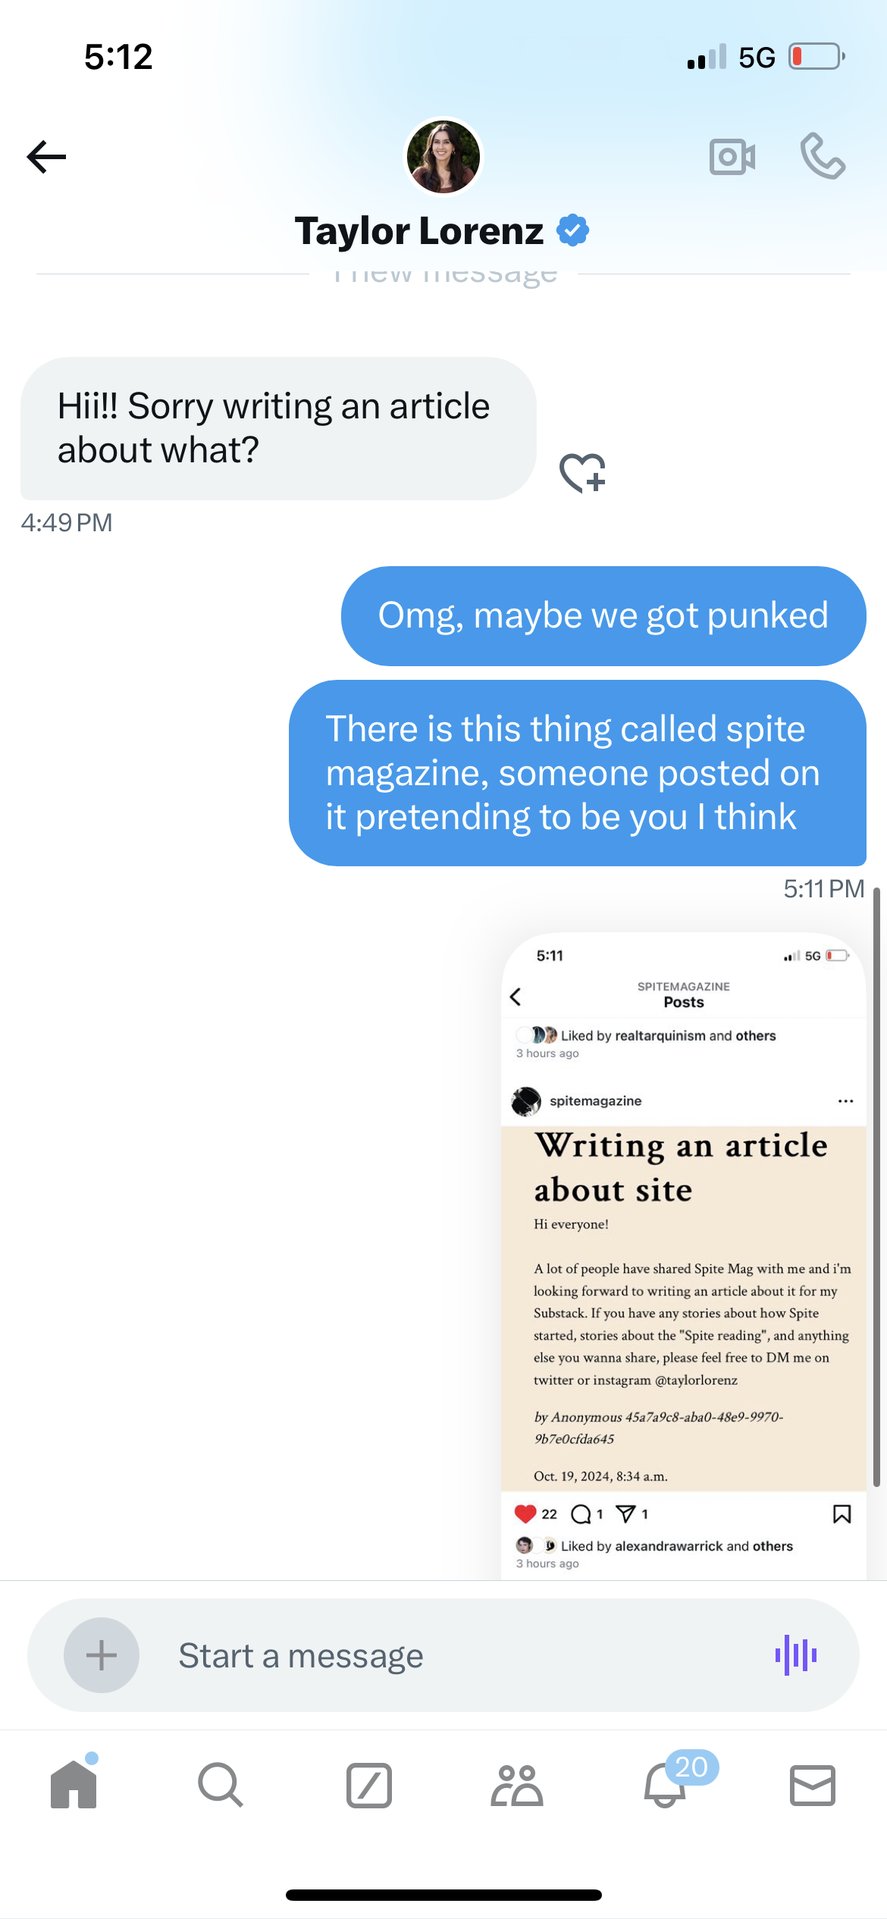 5:12
5G
Taylor Lorenz
1 new message
Hii!! Sorry writing an article
about what?
4:49 PM
Omg, maybe we got punked
There is this thing called spite
magazine, someone posted on
it pretending to be you I think
5:11 PM
5:11
5G
SPITEMAGAZINE
Posts
Liked by realtarquinism and others
3 hours ago
spitemagazine
Writing an article
about site
Hi everyone!
A lot of people have shared Spite Mag with me and i'm
looking forward to writing an article about it for my
Substack. If you have any stories about how Spite
started, stories about the "Spite reading", and anything
else you wanna share, please feel free to DM me on
twitter or instagram @taylorlorenz
by Anonymous 45a7a9c8-aba0-48e9-9970-
9b7e0cfda645
Oct. 19, 2024, 8:34 a.m.
22 1 1
Liked by alexandrawarrick and others
3 hours ago
Start a message
20